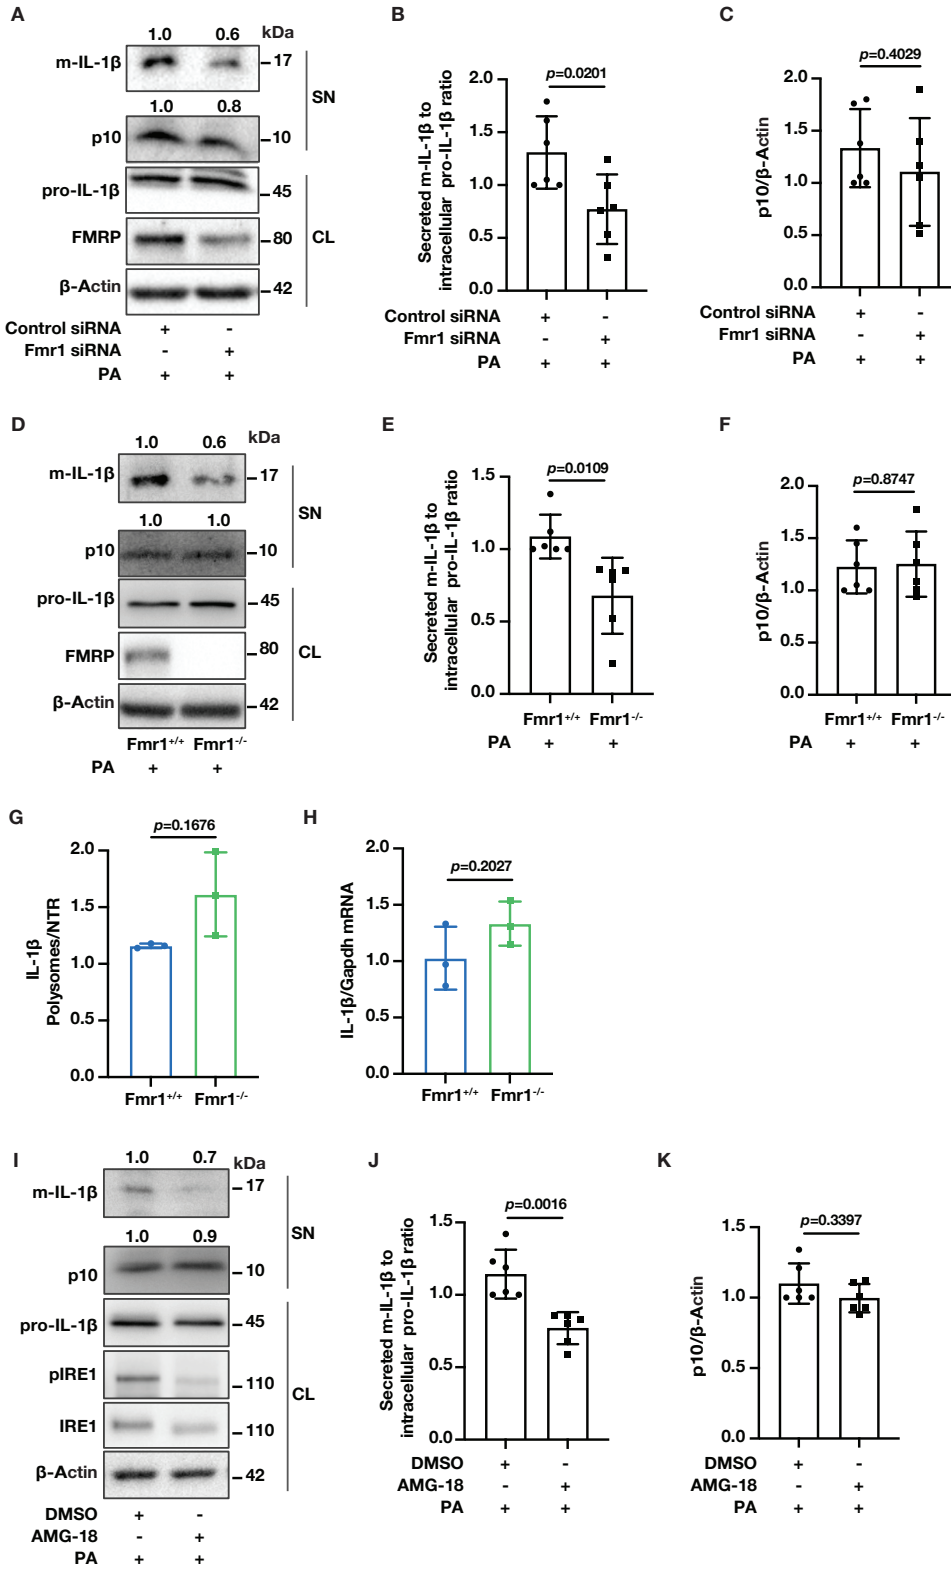 A
1.0 0.6 kDa
m-IL-1β
17
SN
1.0 0.8
p10
10
pro-IL-1β
45
FMRP
80
CL
β-Actin
42
Control siRNA + -
Fmr1 siRNA - +
PA + +
B
p=0.0201
Secreted m-IL-1β to
intracellular pro-IL-1β ratio
2.0
1.5
1.0
0.5
0.0
Control siRNA + -
Fmr1 siRNA - +
PA + +
C
p=0.4029
p10/β-Actin
2.0
1.5
1.0
0.5
0.0
Control siRNA + -
Fmr1 siRNA - +
PA + +
D
1.0 0.6 kDa
m-IL-1β
17
SN
1.0 1.0
p10
10
pro-IL-1β
45
FMRP
80
CL
β-Actin
42
Fmr1+/+ Fmr1-/-
PA + +
E
p=0.0109
Secreted m-IL-1β to
intracellular pro-IL-1β ratio
1.5
1.0
0.5
0.0
Fmr1+/+ Fmr1-/-
PA + +
F
p=0.8747
p10/β-Actin
2.0
1.5
1.0
0.5
0.0
Fmr1+/+ Fmr1-/-
PA + +
G
p=0.1676
IL-1β
Polysomes/NTR
2.0
1.5
1.0
0.5
0.0
Fmr1+/+ Fmr1-/-
H
p=0.2027
IL-1β/Gapdh mRNA
2.0
1.5
1.0
0.5
0.0
Fmr1+/+ Fmr1-/-
I
1.0 0.7 kDa
m-IL-1β
17
SN
1.0 0.9
p10
10
pro-IL-1β
45
pIRE1
110
CL
IRE1
110
β-Actin
42
DMSO + -
AMG-18 - +
PA + +
J
p=0.0016
Secreted m-IL-1β to
intracellular pro-IL-1β ratio
1.5
1.0
0.5
0.0
DMSO + -
AMG-18 - +
PA + +
K
p=0.3397
p10/β-Actin
1.5
1.0
0.5
0.0
DMSO + -
AMG-18 - +
PA + +